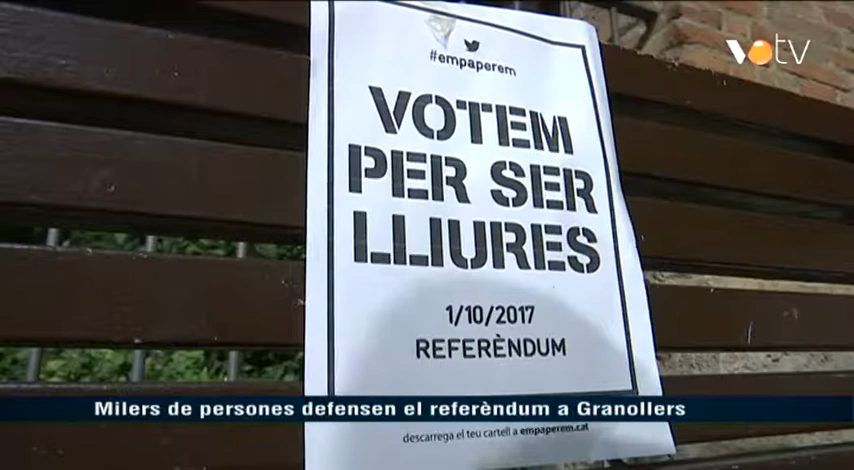 votv
#empaperem
VOTEM
PER SER
LLIURES
1/10/2017
REFERÈNDUM
Milers de persones defensen el referèndum a Granollers
descarrega el teu cartell a empaperem.cat